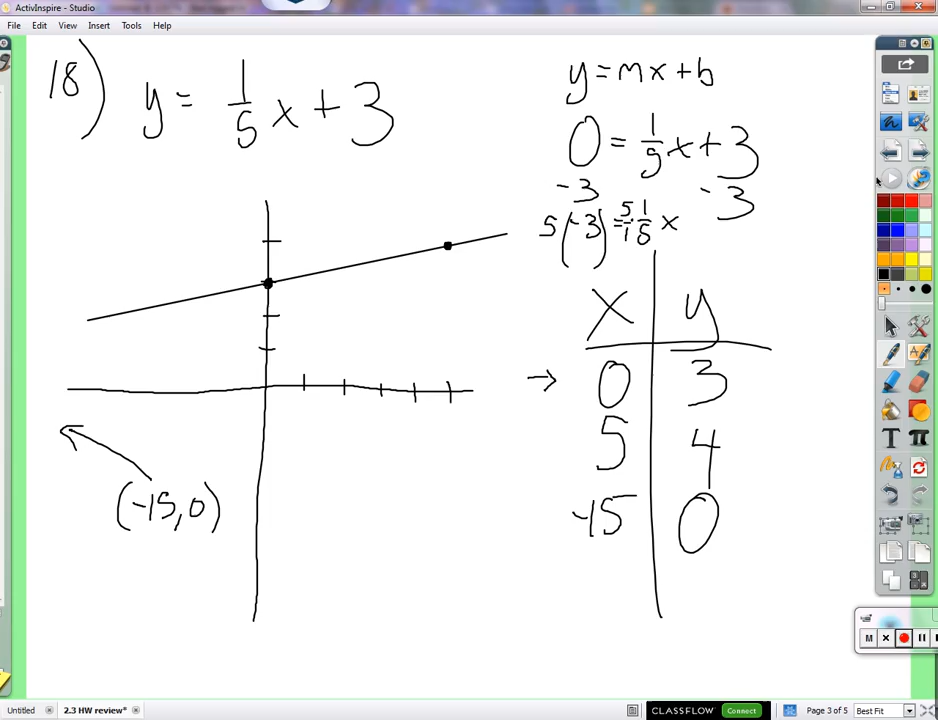 ActivInspire - Studio
File Edit View Insert Tools Help
18) y = 1/5 x + 3
y = mx + b
0 = 1/5 x + 3
-3 -3
5(-3) = 5/1 · 1/5 x
x y
→ 0 3
5 4
-15 0
(-15, 0)
M
Untitled 2.3 HW review* CLASSFLOW Connect Page 3 of 5 Best Fit